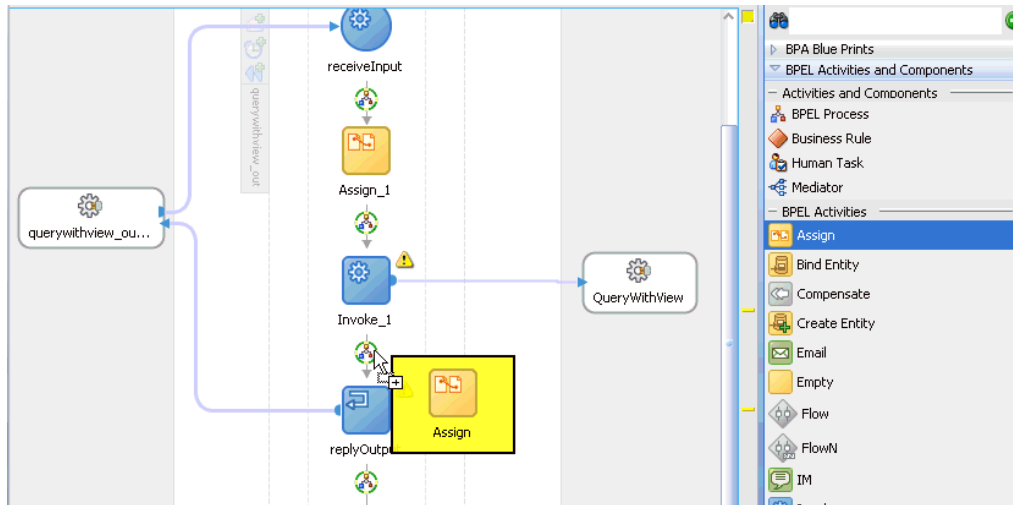 receiveInput
querywithview_out
Assign_1
querywithview_ou...
Invoke_1
QueryWithView
Assign
replyOutput
BPA Blue Prints
BPEL Activities and Components
Activities and Components
BPEL Process
Business Rule
Human Task
Mediator
BPEL Activities
Assign
Bind Entity
Compensate
Create Entity
Email
Empty
Flow
FlowN
IM